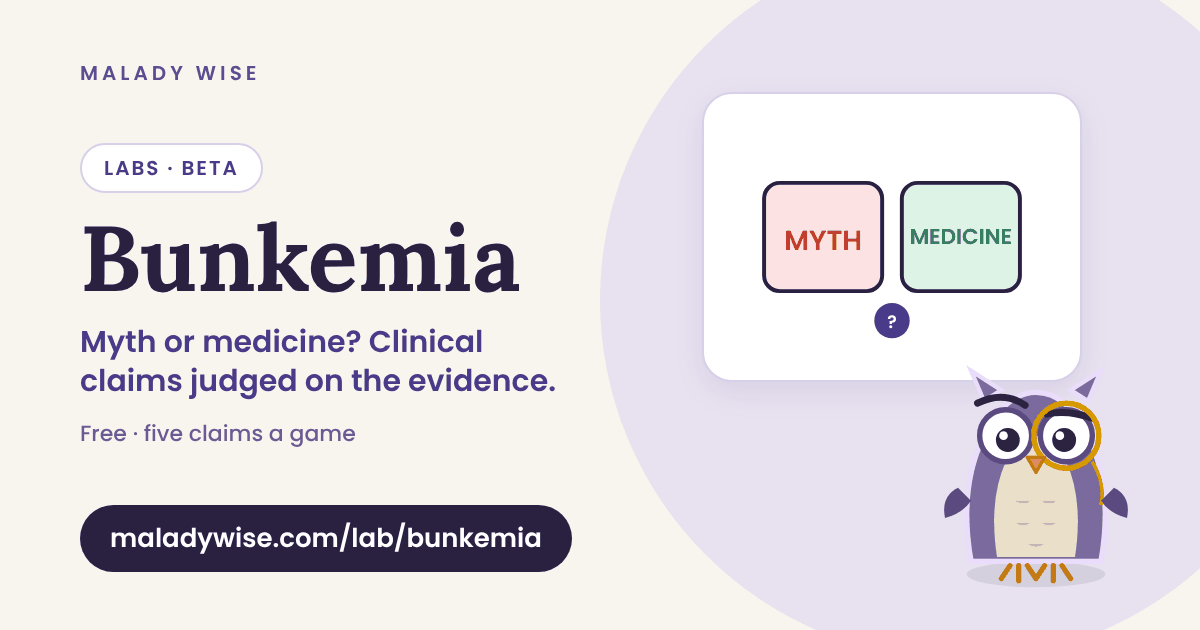 MALADY WISE
LABS · BETA
Bunkemia
Myth or medicine? Clinical
claims judged on the evidence.
Free · five claims a game
maladywise.com/lab/bunkemia
MYTH
MEDICINE
?